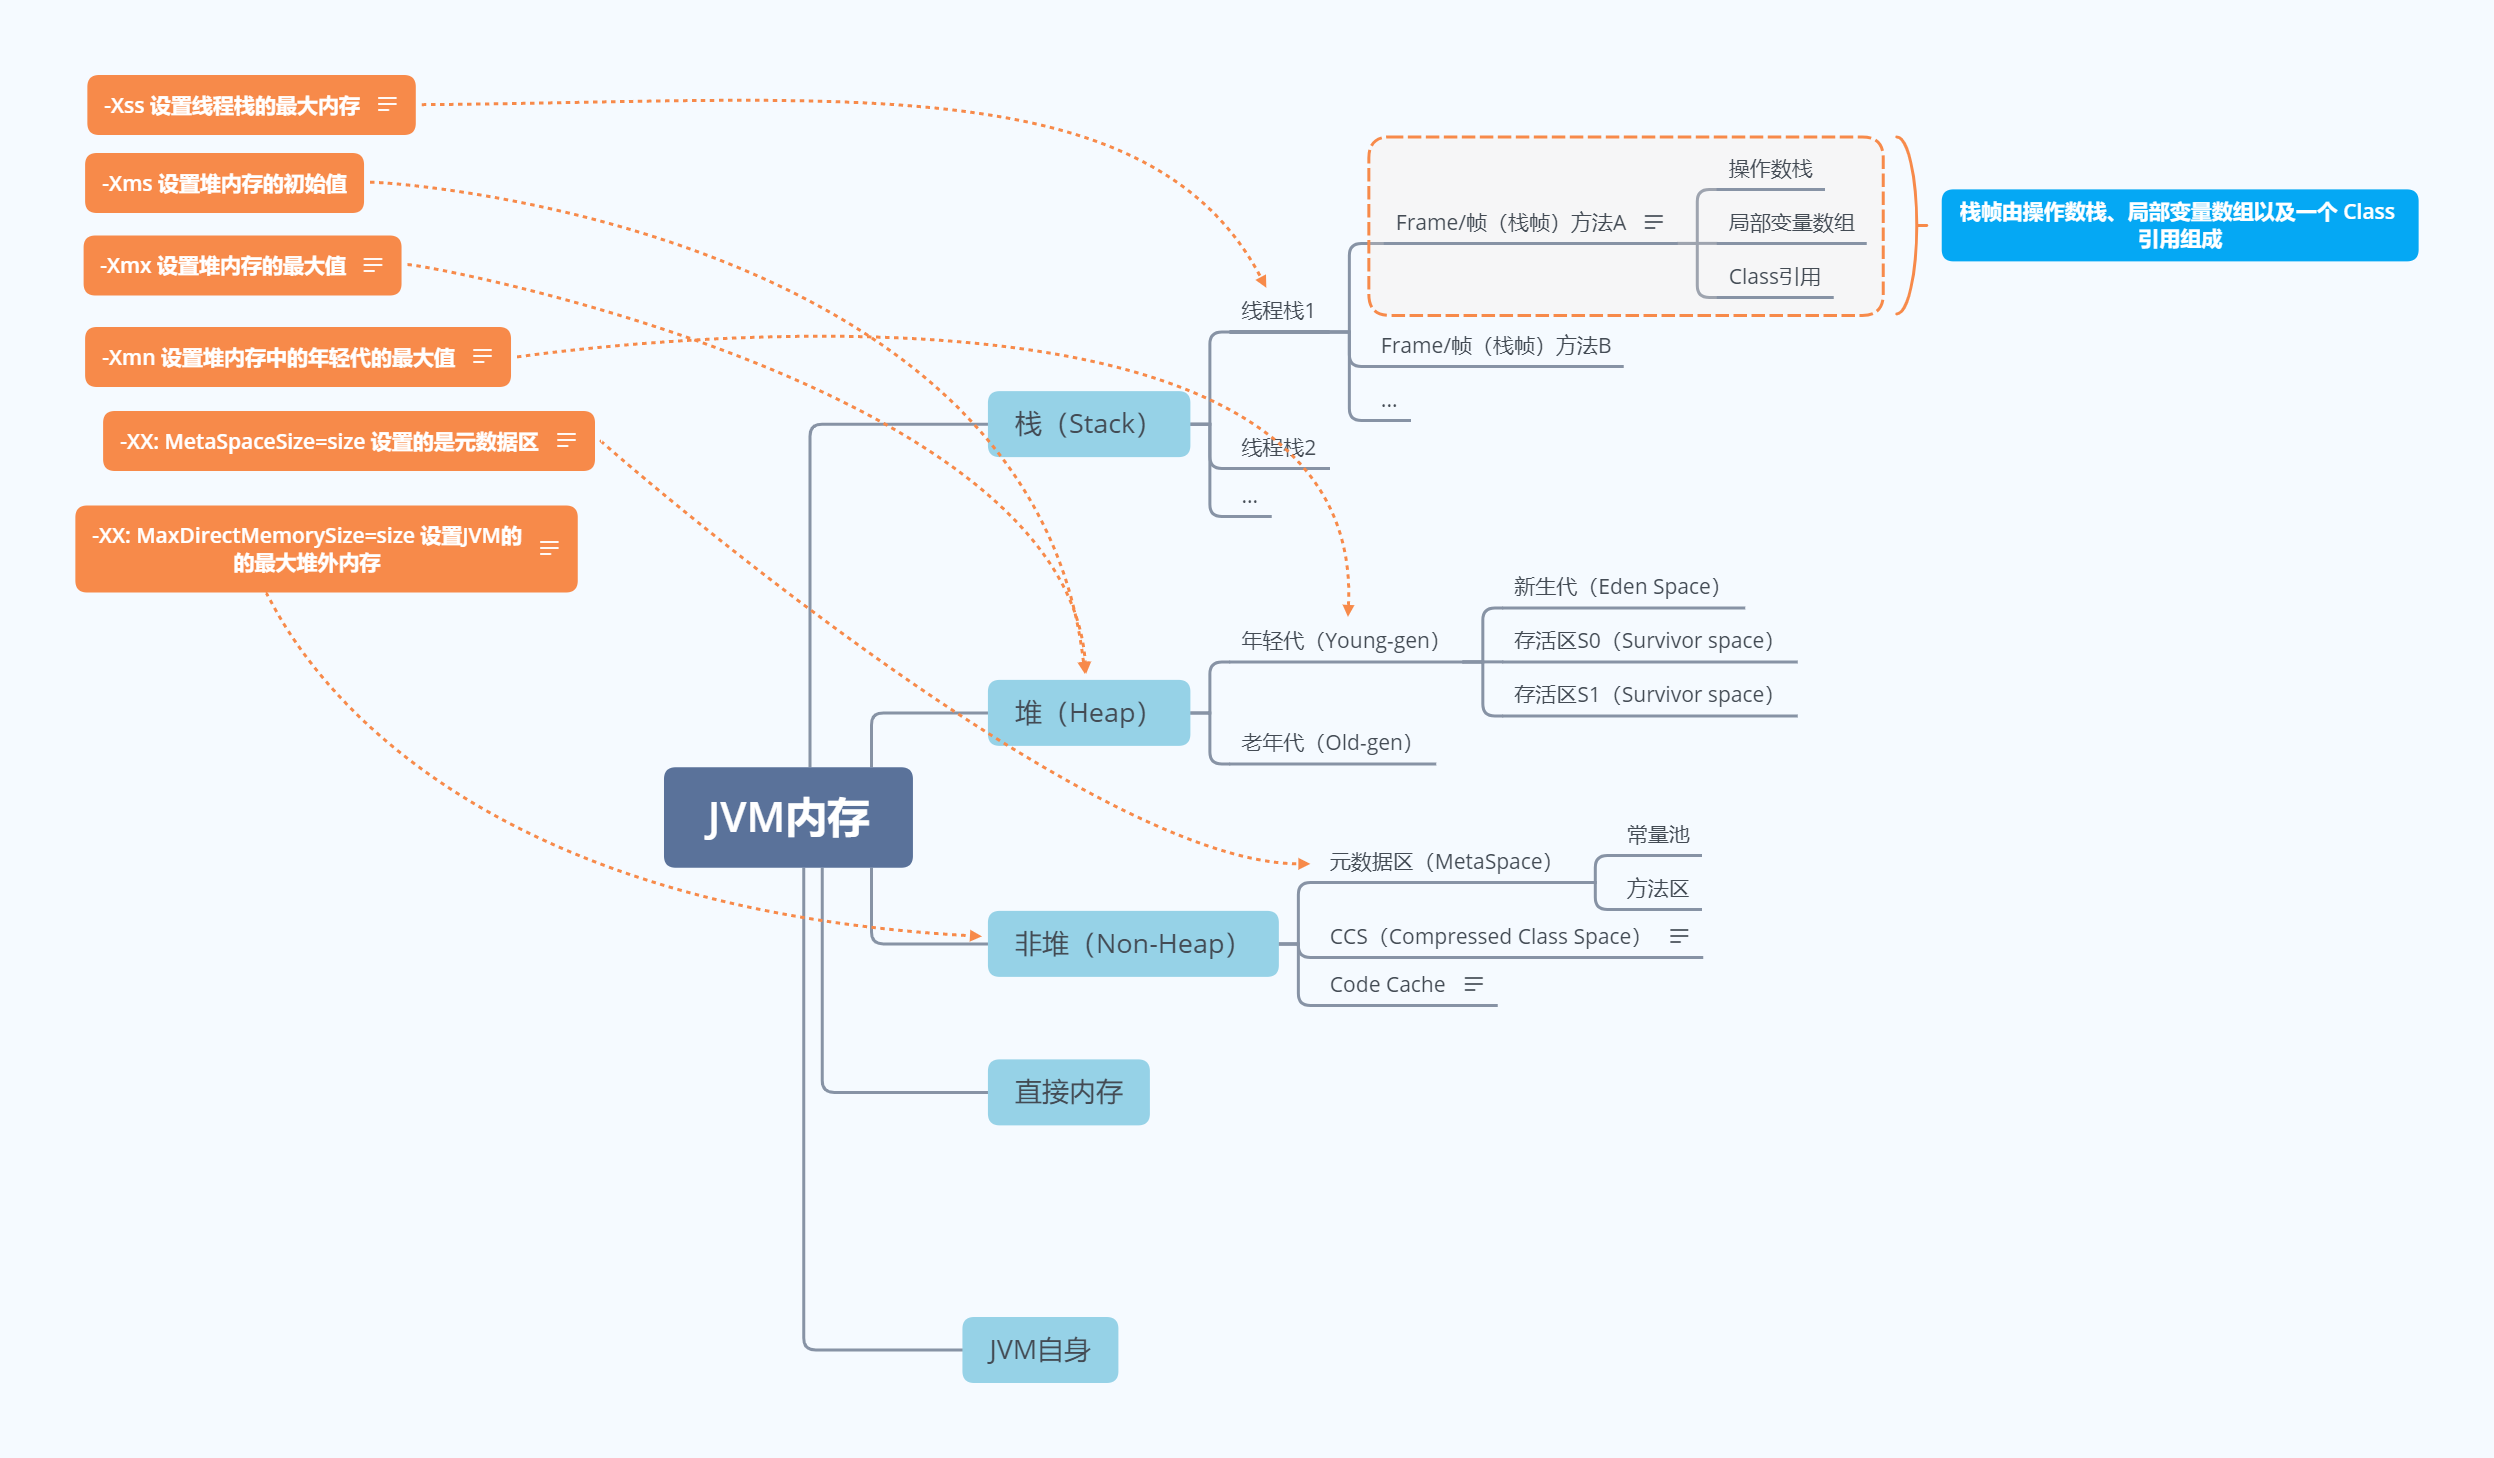 -Xss 设置线程栈的最大内存
-Xms 设置堆内存的初始值
-Xmx 设置堆内存的最大值
-Xmn 设置堆内存中的年轻代的最大值
-XX: MetaSpaceSize=size 设置的是元数据区
-XX: MaxDirectMemorySize=size 设置JVM的
的最大堆外内存
JVM内存
栈（Stack）
线程栈1
Frame/帧（栈帧）方法A
操作数栈
局部变量数组
Class引用
栈帧由操作数栈、局部变量数组以及一个 Class
引用组成
Frame/帧（栈帧）方法B
...
线程栈2
...
堆（Heap）
年轻代（Young-gen）
新生代（Eden Space）
存活区S0（Survivor space）
存活区S1（Survivor space）
老年代（Old-gen）
非堆（Non-Heap）
元数据区（MetaSpace）
常量池
方法区
CCS（Compressed Class Space）
Code Cache
直接内存
JVM自身